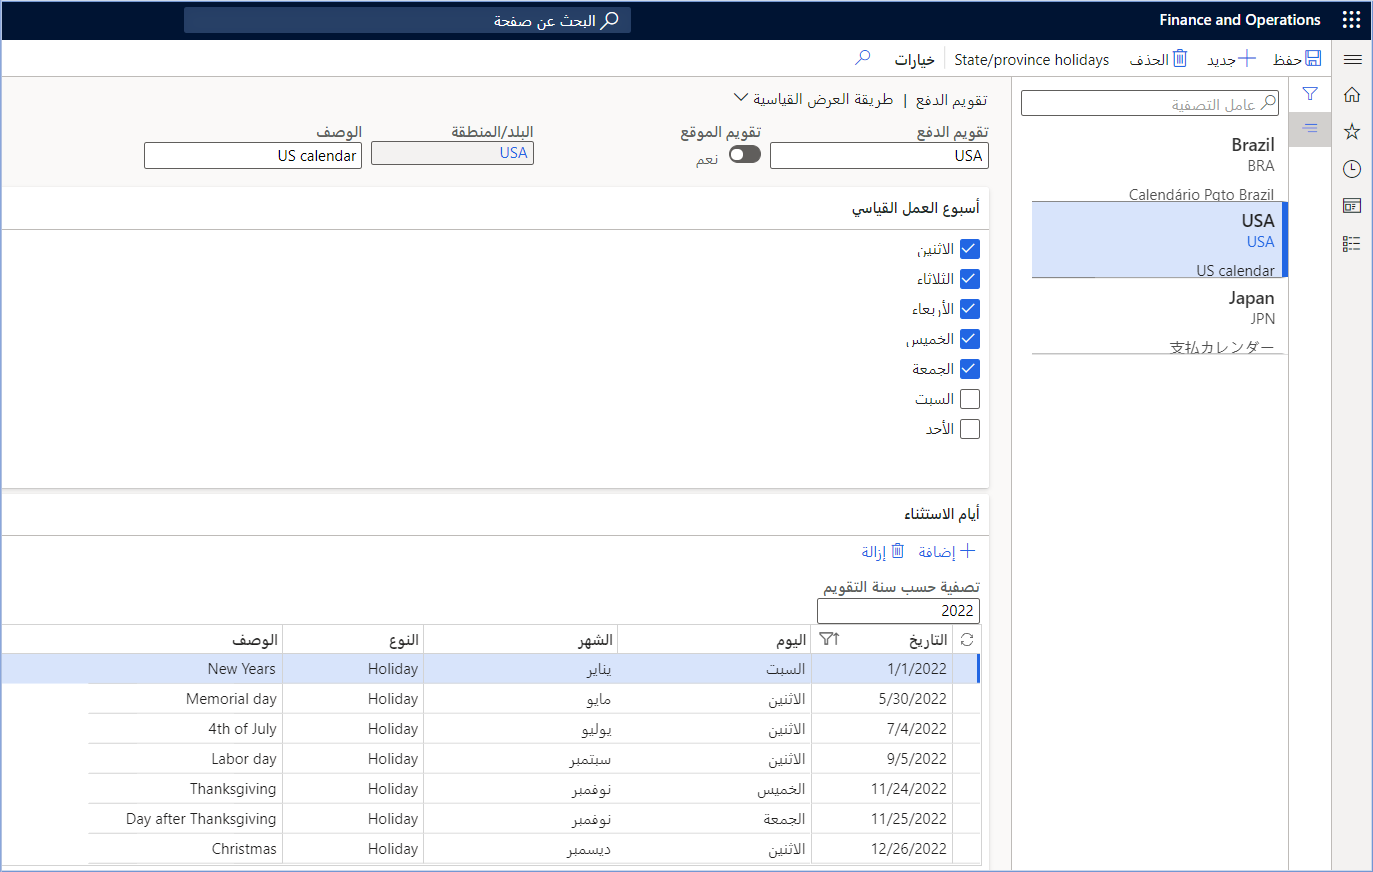 Finance and Operations
البحث عن صفحة
حفظ
جديد
الحذف
State/province holidays
خيارات
عامل التصفية
Brazil
BRA
Calendário Pgto Brazil
USA
USA
US calendar
Japan
JPN
支払カレンダー
تقويم الدفع | طريقة العرض القياسية
تقويم الدفع
USA
تقويم الموقع
نعم
البلد/المنطقة
USA
الوصف
US calendar
أسبوع العمل القياسي
الاثنين
الثلاثاء
الأربعاء
الخميس
الجمعة
السبت
الأحد
أيام الاستثناء
إضافة
إزالة
تصفية حسب سنة التقويم
2022
التاريخ اليوم الشهر النوع الوصف
1/1/2022 السبت يناير Holiday New Years
5/30/2022 الاثنين مايو Holiday Memorial day
7/4/2022 الاثنين يوليو Holiday 4th of July
9/5/2022 الاثنين سبتمبر Holiday Labor day
11/24/2022 الخميس نوفمبر Holiday Thanksgiving
11/25/2022 الجمعة نوفمبر Holiday Day after Thanksgiving
12/26/2022 الاثنين ديسمبر Holiday Christmas